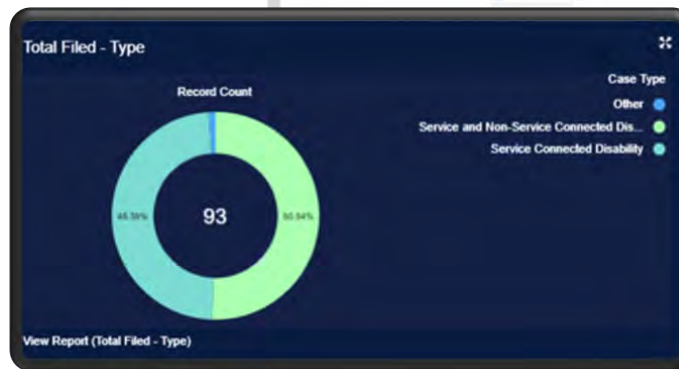 Total Filed - Type
Record Count
Case Type
Other
Service and Non-Service Connected Dis...
Service Connected Disability
93
View Report (Total Filed - Type)